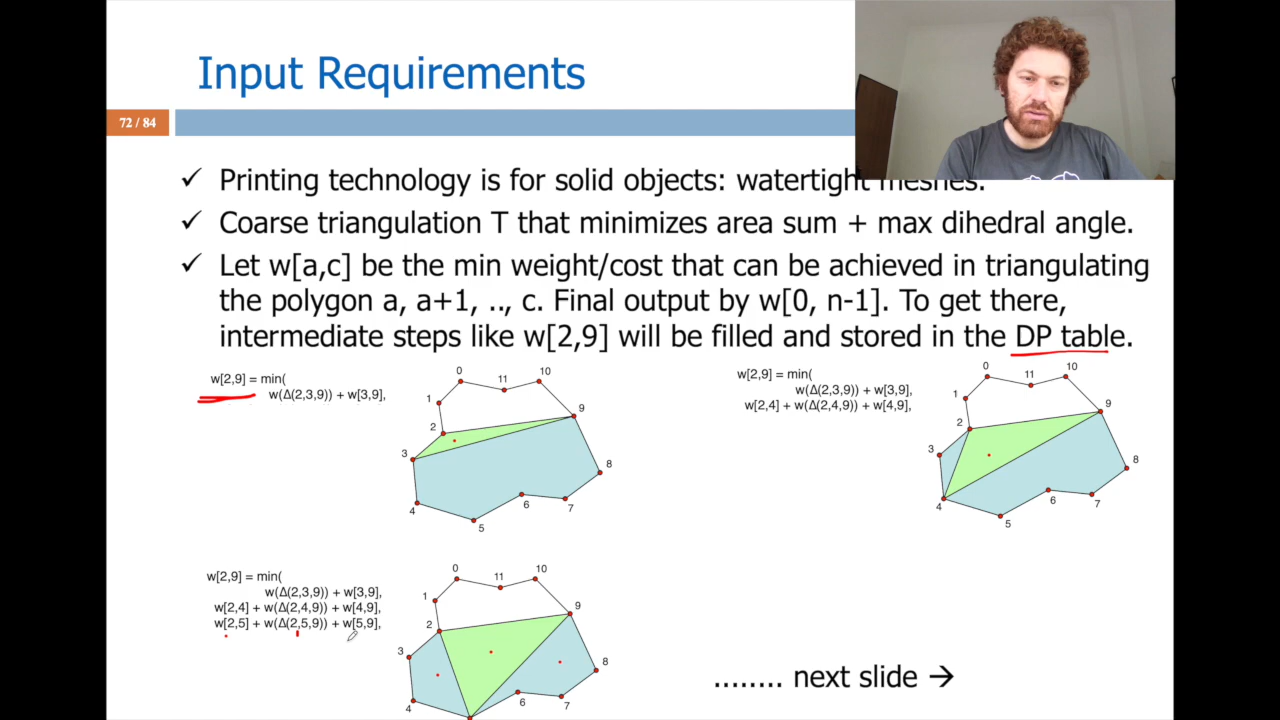 Input Requirements
72 / 84
✓ Printing technology is for solid objects: watertight meshes.
✓ Coarse triangulation T that minimizes area sum + max dihedral angle.
✓ Let w[a,c] be the min weight/cost that can be achieved in triangulating
the polygon a, a+1, .., c. Final output by w[0, n-1]. To get there,
intermediate steps like w[2,9] will be filled and stored in the DP table.
w[2,9] = min(
w(Δ(2,3,9)) + w[3,9],
0
10
11
1
9
2
3
8
4
6
7
5
w[2,9] = min(
w(Δ(2,3,9)) + w[3,9],
w[2,4] + w(Δ(2,4,9)) + w[4,9],
0
10
11
1
9
2
3
8
4
6
7
5
w[2,9] = min(
w(Δ(2,3,9)) + w[3,9],
w[2,4] + w(Δ(2,4,9)) + w[4,9],
w[2,5] + w(Δ(2,5,9)) + w[5,9],
0
10
11
1
9
2
3
8
4
6
7
........ next slide →